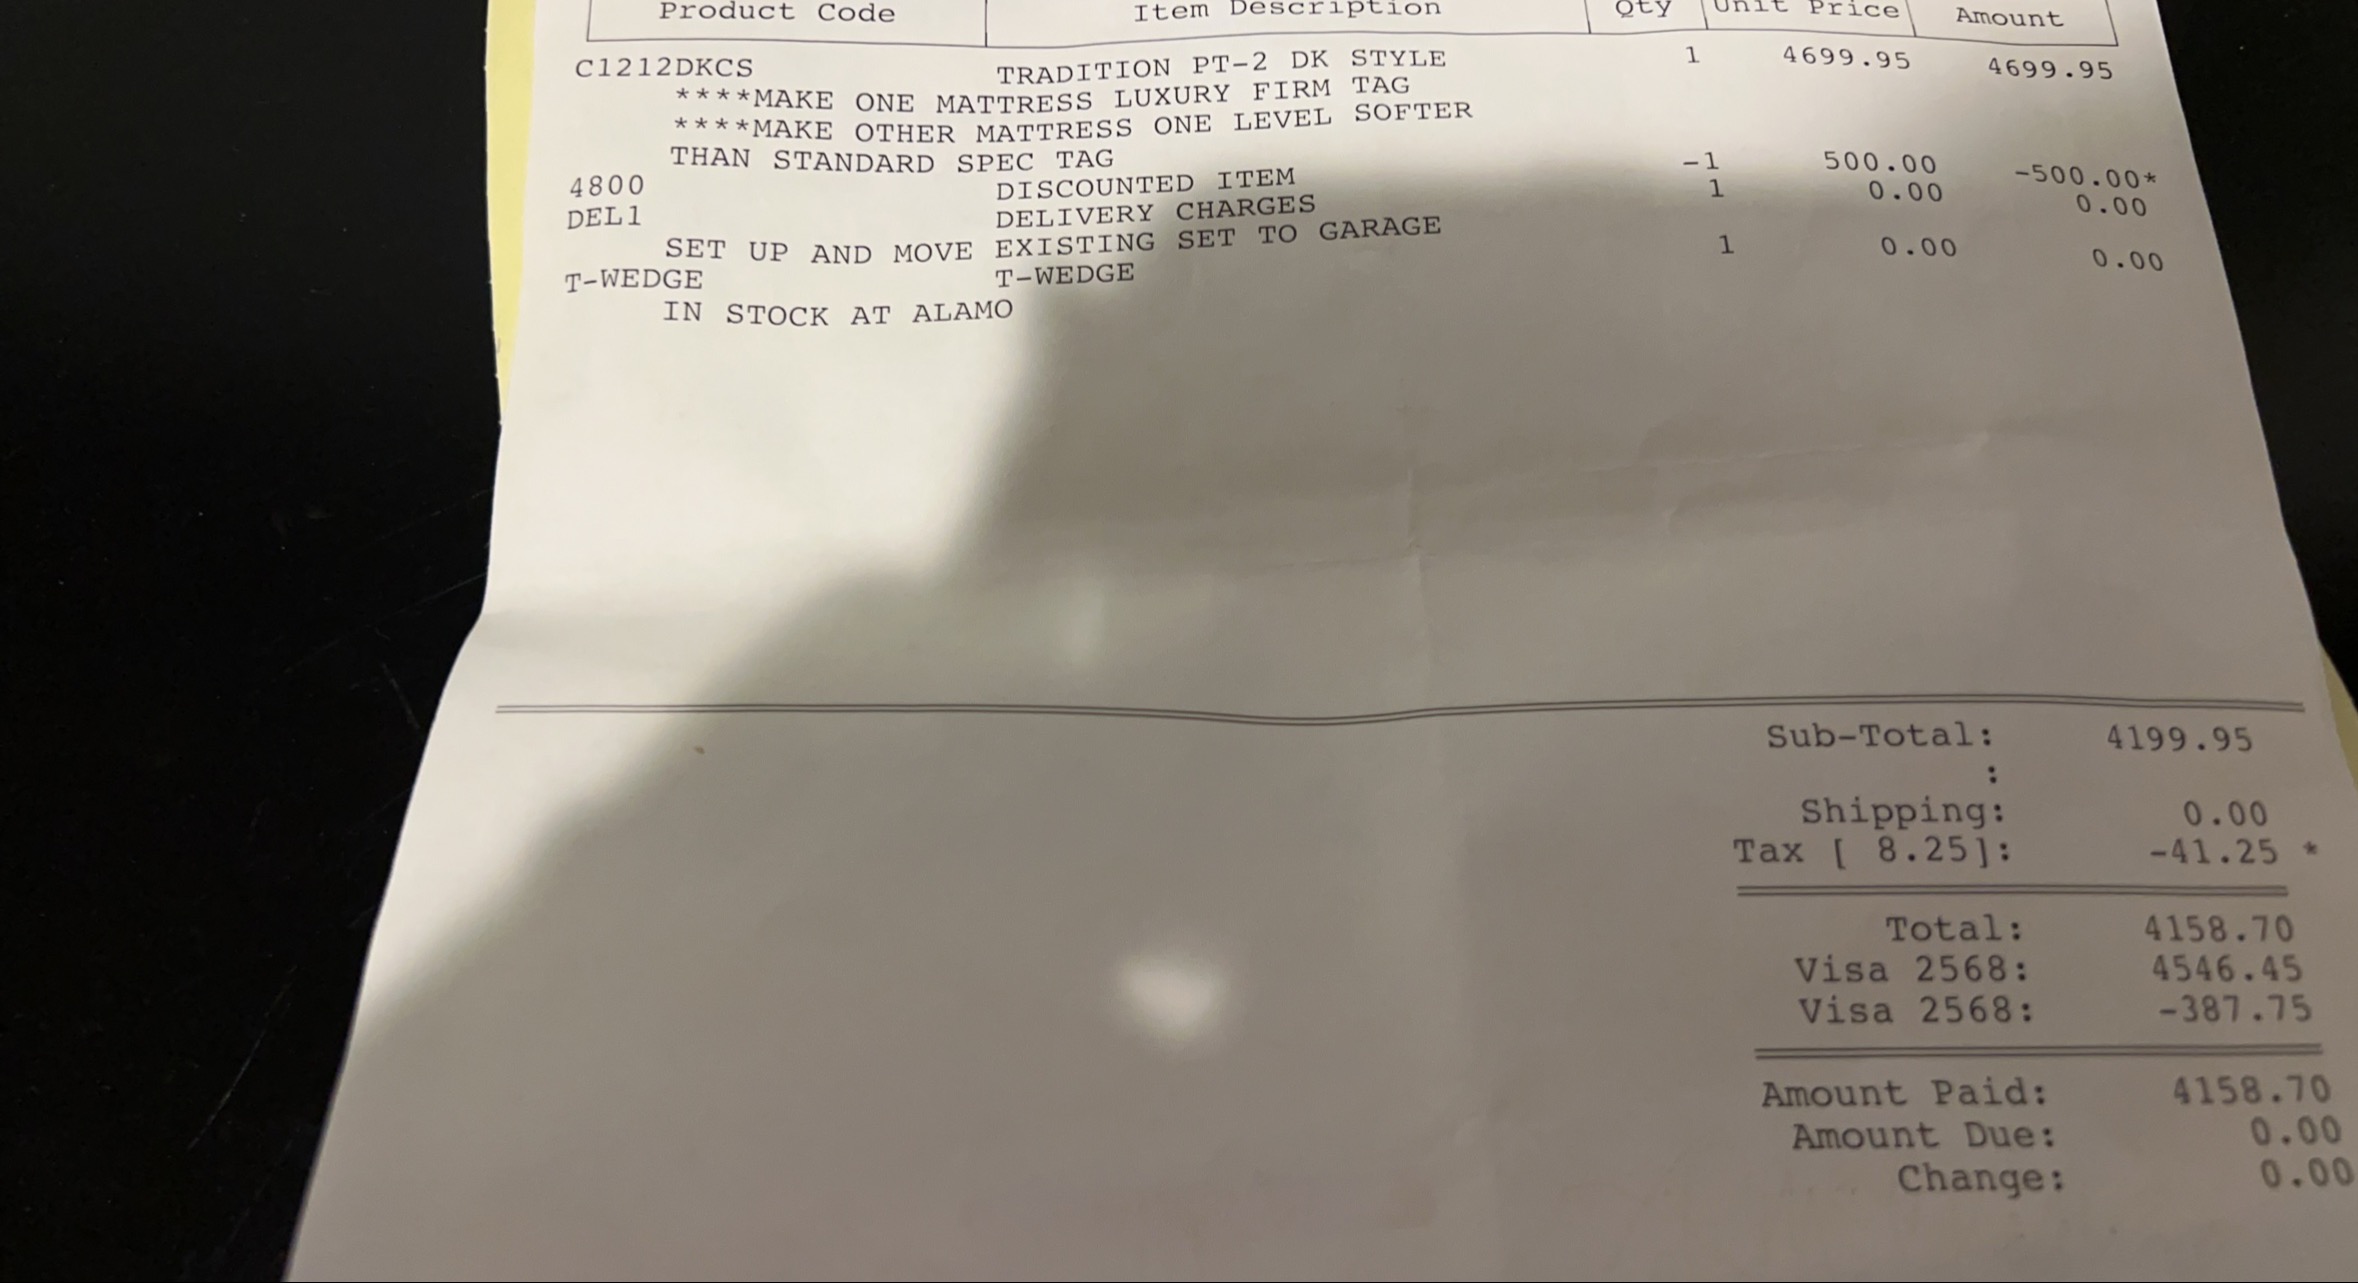 Product Code Item Description Qty Unit Price Amount
C1212DKCS TRADITION PT-2 DK STYLE 1 4699.95 4699.95
****MAKE ONE MATTRESS LUXURY FIRM TAG
****MAKE OTHER MATTRESS ONE LEVEL SOFTER
THAN STANDARD SPEC TAG
4800 DISCOUNTED ITEM -1 500.00 -500.00*
DEL1 DELIVERY CHARGES 1 0.00 0.00
SET UP AND MOVE EXISTING SET TO GARAGE
T-WEDGE T-WEDGE 1 0.00 0.00
IN STOCK AT ALAMO
Sub-Total: 4199.95
:
Shipping: 0.00
Tax [ 8.25]: -41.25 *
Total: 4158.70
Visa 2568: 4546.45
Visa 2568: -387.75
Amount Paid: 4158.70
Amount Due: 0.00
Change: 0.00